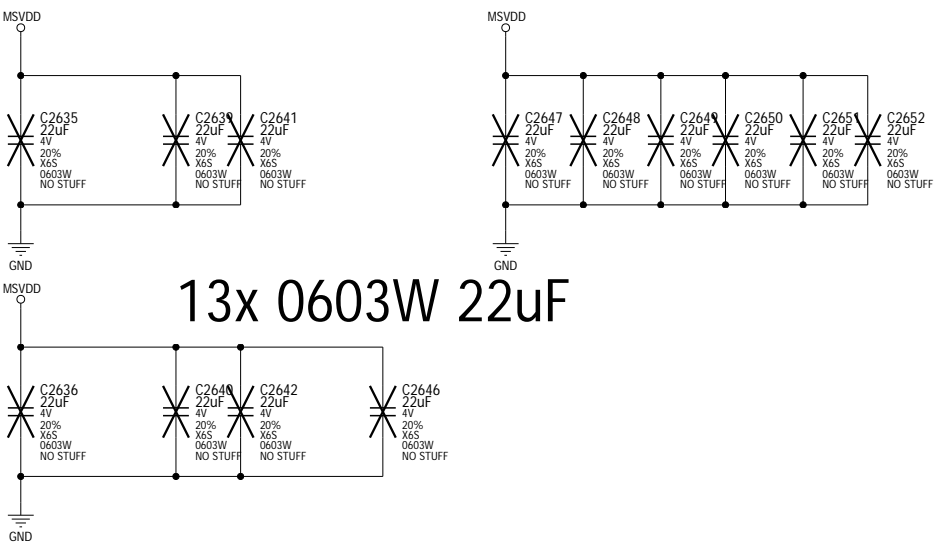 MSVDD
C2635
22uF
4V
20%
X6S
0603W
NO STUFF
C2639
22uF
4V
20%
X6S
0603W
NO STUFF
C2641
22uF
4V
20%
X6S
0603W
NO STUFF
GND
MSVDD
C2647
22uF
4V
20%
X6S
0603W
NO STUFF
C2648
22uF
4V
20%
X6S
0603W
NO STUFF
C2649
22uF
4V
20%
X6S
0603W
NO STUFF
C2650
22uF
4V
20%
X6S
0603W
NO STUFF
C2651
22uF
4V
20%
X6S
0603W
NO STUFF
C2652
22uF
4V
20%
X6S
0603W
NO STUFF
GND
13x 0603W 22uF
MSVDD
C2636
22uF
4V
20%
X6S
0603W
NO STUFF
C2640
22uF
4V
20%
X6S
0603W
NO STUFF
C2642
22uF
4V
20%
X6S
0603W
NO STUFF
C2646
22uF
4V
20%
X6S
0603W
NO STUFF
GND